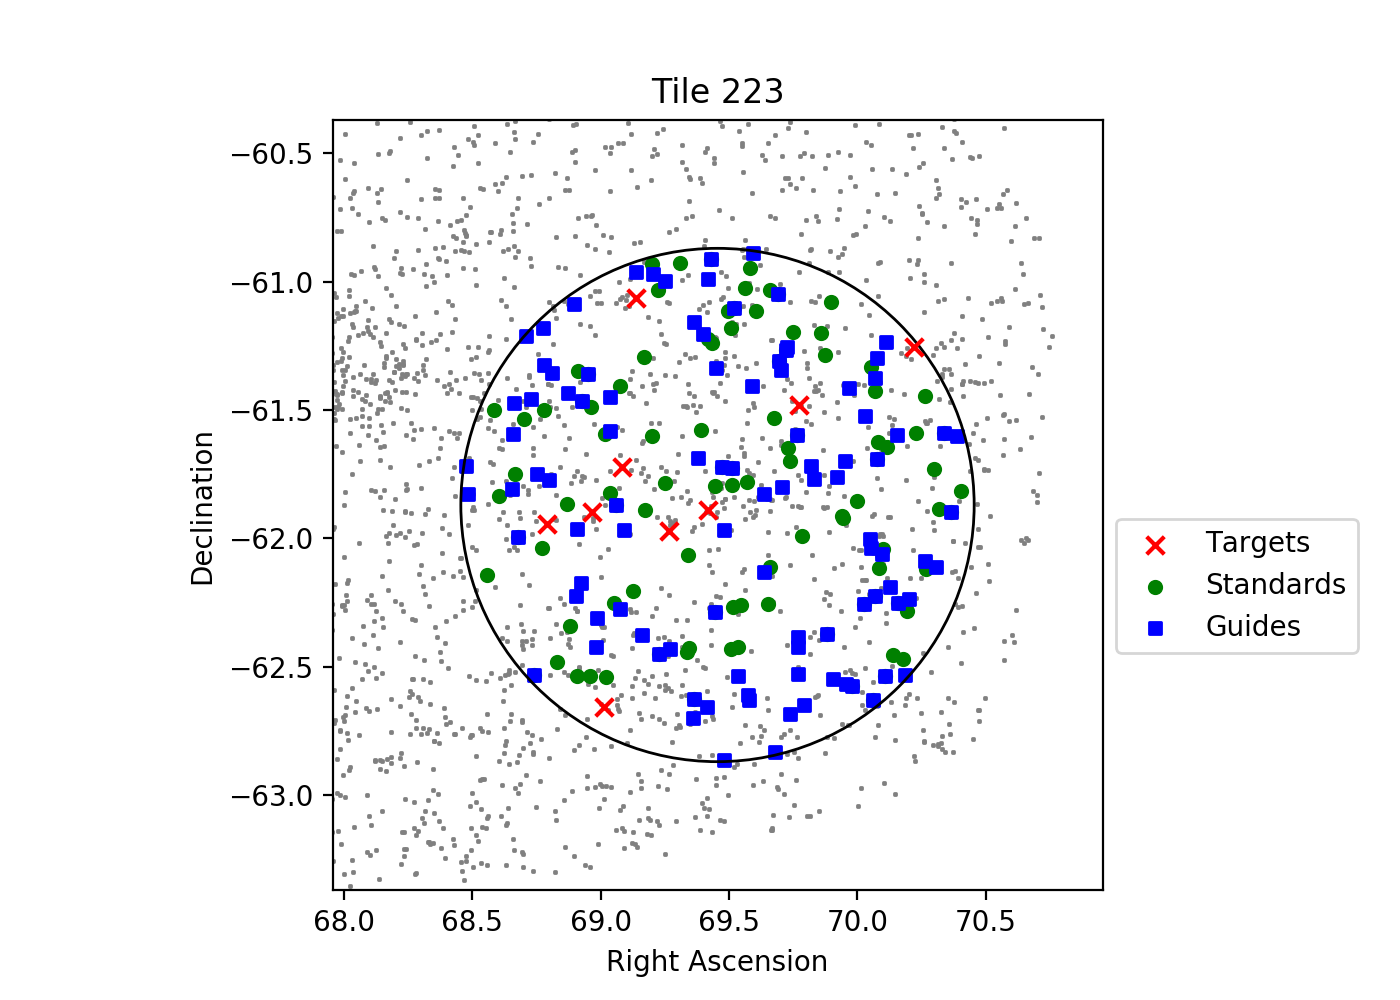 Tile 223
−60.5
−61.0
−61.5
−62.0
−62.5
−63.0
Declination
68.0 68.5 69.0 69.5 70.0 70.5
Right Ascension
Targets
Standards
Guides